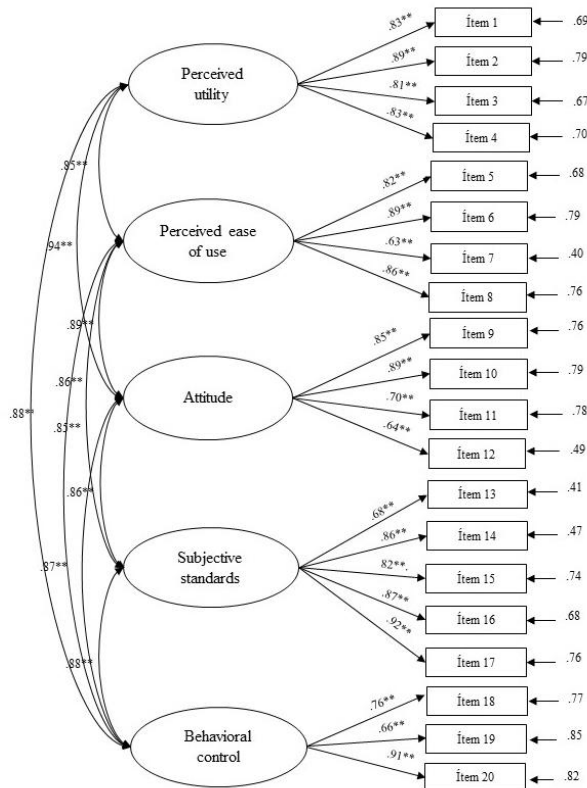 .83**
Ítem 1
.69
.89**
Ítem 2
.79
Perceived
utility
.81**
Ítem 3
.67
.83**
Ítem 4
.70
.85**
.82**
Ítem 5
.68
.89**
Ítem 6
.79
Perceived ease
of use
.94**
.63**
Ítem 7
.40
.86**
Ítem 8
.76
.89**
.85**
Ítem 9
.76
.86**
.89**
Ítem 10
.79
Attitude
.88**
.85**
.70**
Ítem 11
.78
.64**
Ítem 12
.49
.86**
.68**
Ítem 13
.41
.86**
Ítem 14
.47
Subjective
standards
.87**
82**.
Ítem 15
.74
.87**
Ítem 16
.68
.92**
Ítem 17
.76
.88**
.76**
Ítem 18
.77
Behavioral
control
.66**
Ítem 19
.85
.91**
Ítem 20
.82